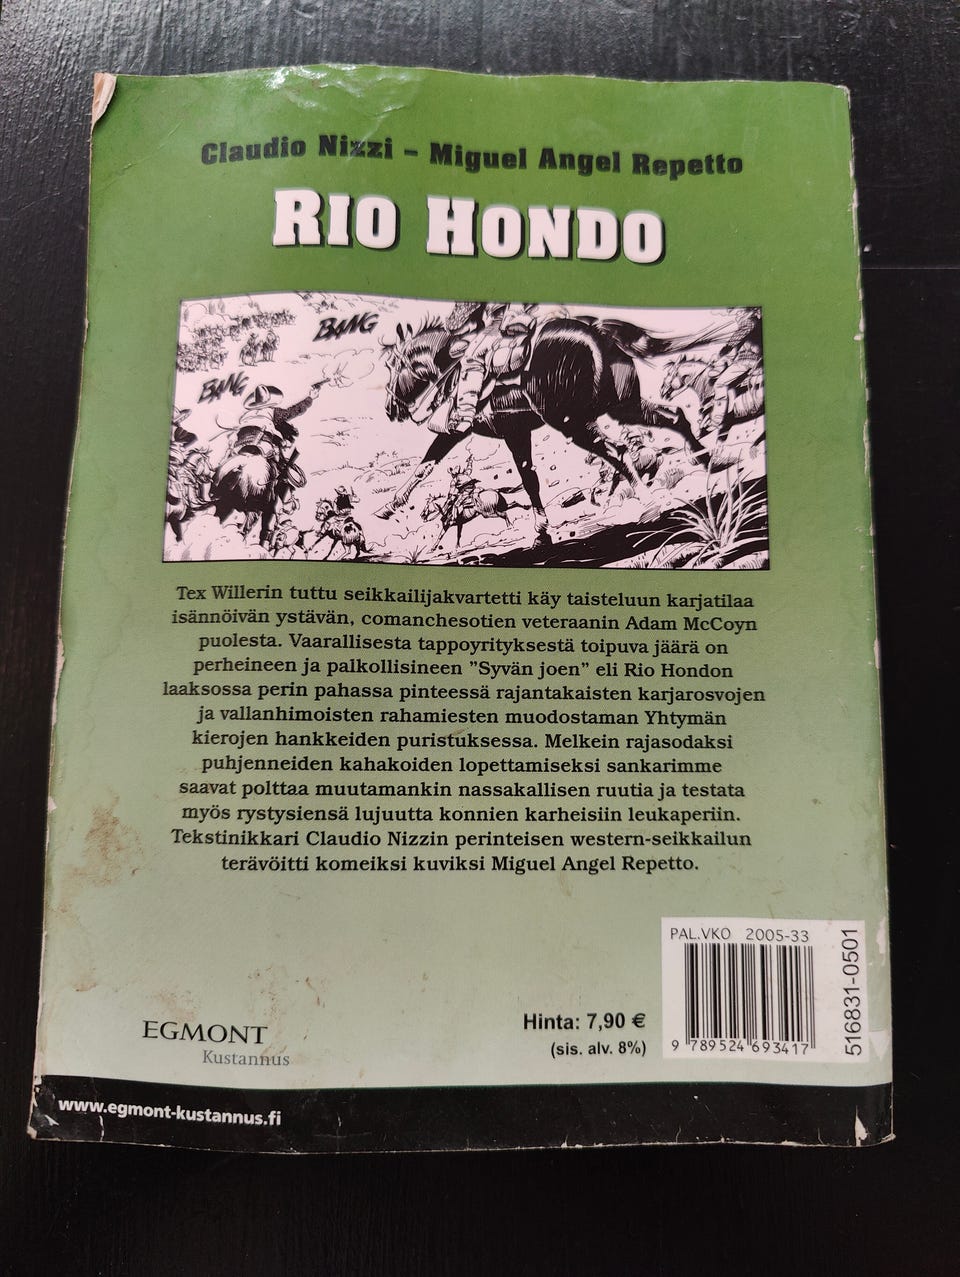 Claudio Nizzi – Miguel Angel Repetto
RIO HONDO
BANG
BANG
Tex Willerin tuttu seikkailijakvartetti käy taisteluun karjatilaa
isännöivän ystävän, comanchesotien veteraanin Adam McCoyn
puolesta. Vaarallisesta tappoyrityksestä toipuva jäärä on
perheineen ja palkollisineen ”Syvän joen” eli Rio Hondon
laaksossa perin pahassa pinteessä rajantakaisten karjarosvojen
ja vallanhimoisten rahamiesten muodostaman Yhtymän
kierojen hankkeiden puristuksessa. Melkein rajasodaksi
puhjenneiden kahakoiden lopettamiseksi sankarimme
saavat polttaa muutamankin nassakallisen ruutia ja testata
myös rystysiensä lujuutta konnien karheisiin leukaperiin.
Tekstinikkari Claudio Nizzin perinteisen western-seikkailun
terävöitti komeiksi kuviksi Miguel Angel Repetto.
PAL.VKO 2005-33
9 789524 693417
516831-0501
Hinta: 7,90 €
(sis. alv. 8%)
EGMONT
Kustannus
www.egmont-kustannus.fi